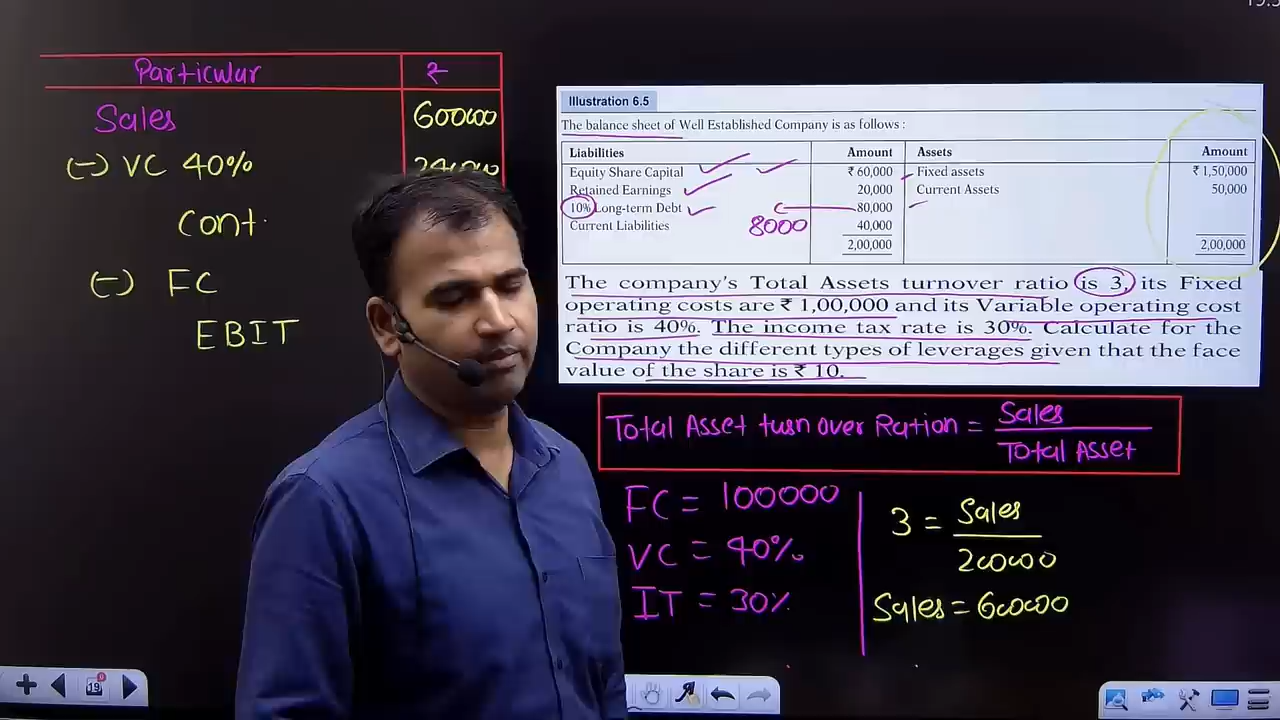 Particular ₹
Sales 600000
(-) VC 40% 240000
Cont.
(-) FC
EBIT
Illustration 6.5
The balance sheet of Well Established Company is as follows :
Liabilities Amount Assets Amount
Equity Share Capital ₹ 60,000 Fixed assets ₹ 1,50,000
Retained Earnings 20,000 Current Assets 50,000
10% Long-term Debt 80,000
8000
Current Liabilities 40,000
2,00,000 2,00,000
The company's Total Assets turnover ratio is 3, its Fixed
operating costs are ₹ 1,00,000 and its Variable operating cost
ratio is 40%. The income tax rate is 30%. Calculate for the
Company the different types of leverages given that the face
value of the share is ₹ 10.
Total Asset turn over Ration = Sales
Total Asset
FC = 100000
VC = 40%
IT = 30%
3 = Sales
200000
Sales = 600000
19